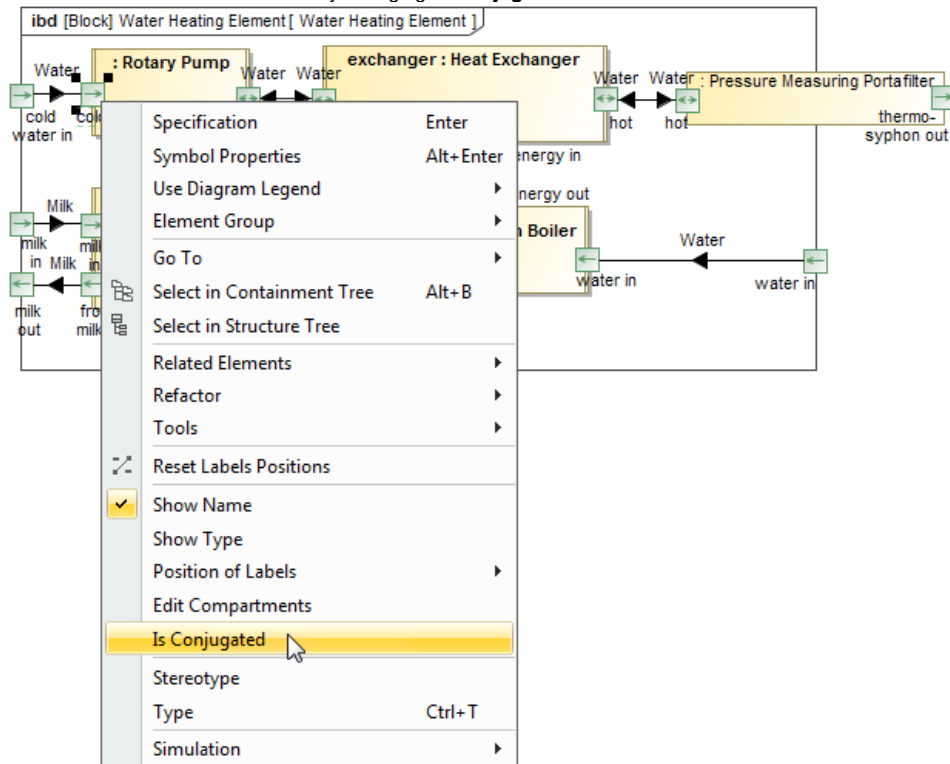 ibd [Block] Water Heating Element [ Water Heating Element ]
Water
: Rotary Pump
Water Water
exchanger : Heat Exchanger
Water Water
: Pressure Measuring Portafilter
cold
water in
hot
hot
thermo-
syphon out
energy in
energy out
Milk
milk
in
Milk
in
milk
out
milk
Boiler
water in
Water
water in
Specification Enter
Symbol Properties Alt+Enter
Use Diagram Legend
Element Group
Go To
Select in Containment Tree Alt+B
Select in Structure Tree
Related Elements
Refactor
Tools
Reset Labels Positions
Show Name
Show Type
Position of Labels
Edit Compartments
Is Conjugated
Stereotype
Type Ctrl+T
Simulation